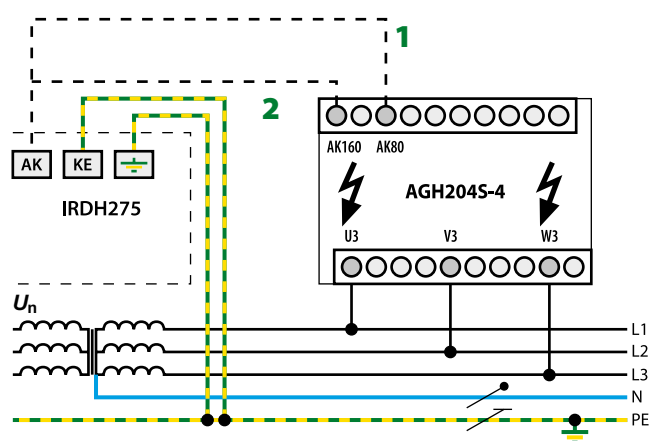 1
2
AK160 AK80
AK KE
AGH204S-4
IRDH275
U3 V3 W3
Un
L1
L2
L3
N
PE